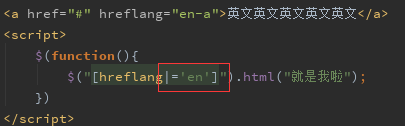 <a href="#" hreflang="en-a">英文英文英文英文英文</a>
<script>
$(function(){
$("[hreflang|='en']").html("就是我啦");
})
</script>